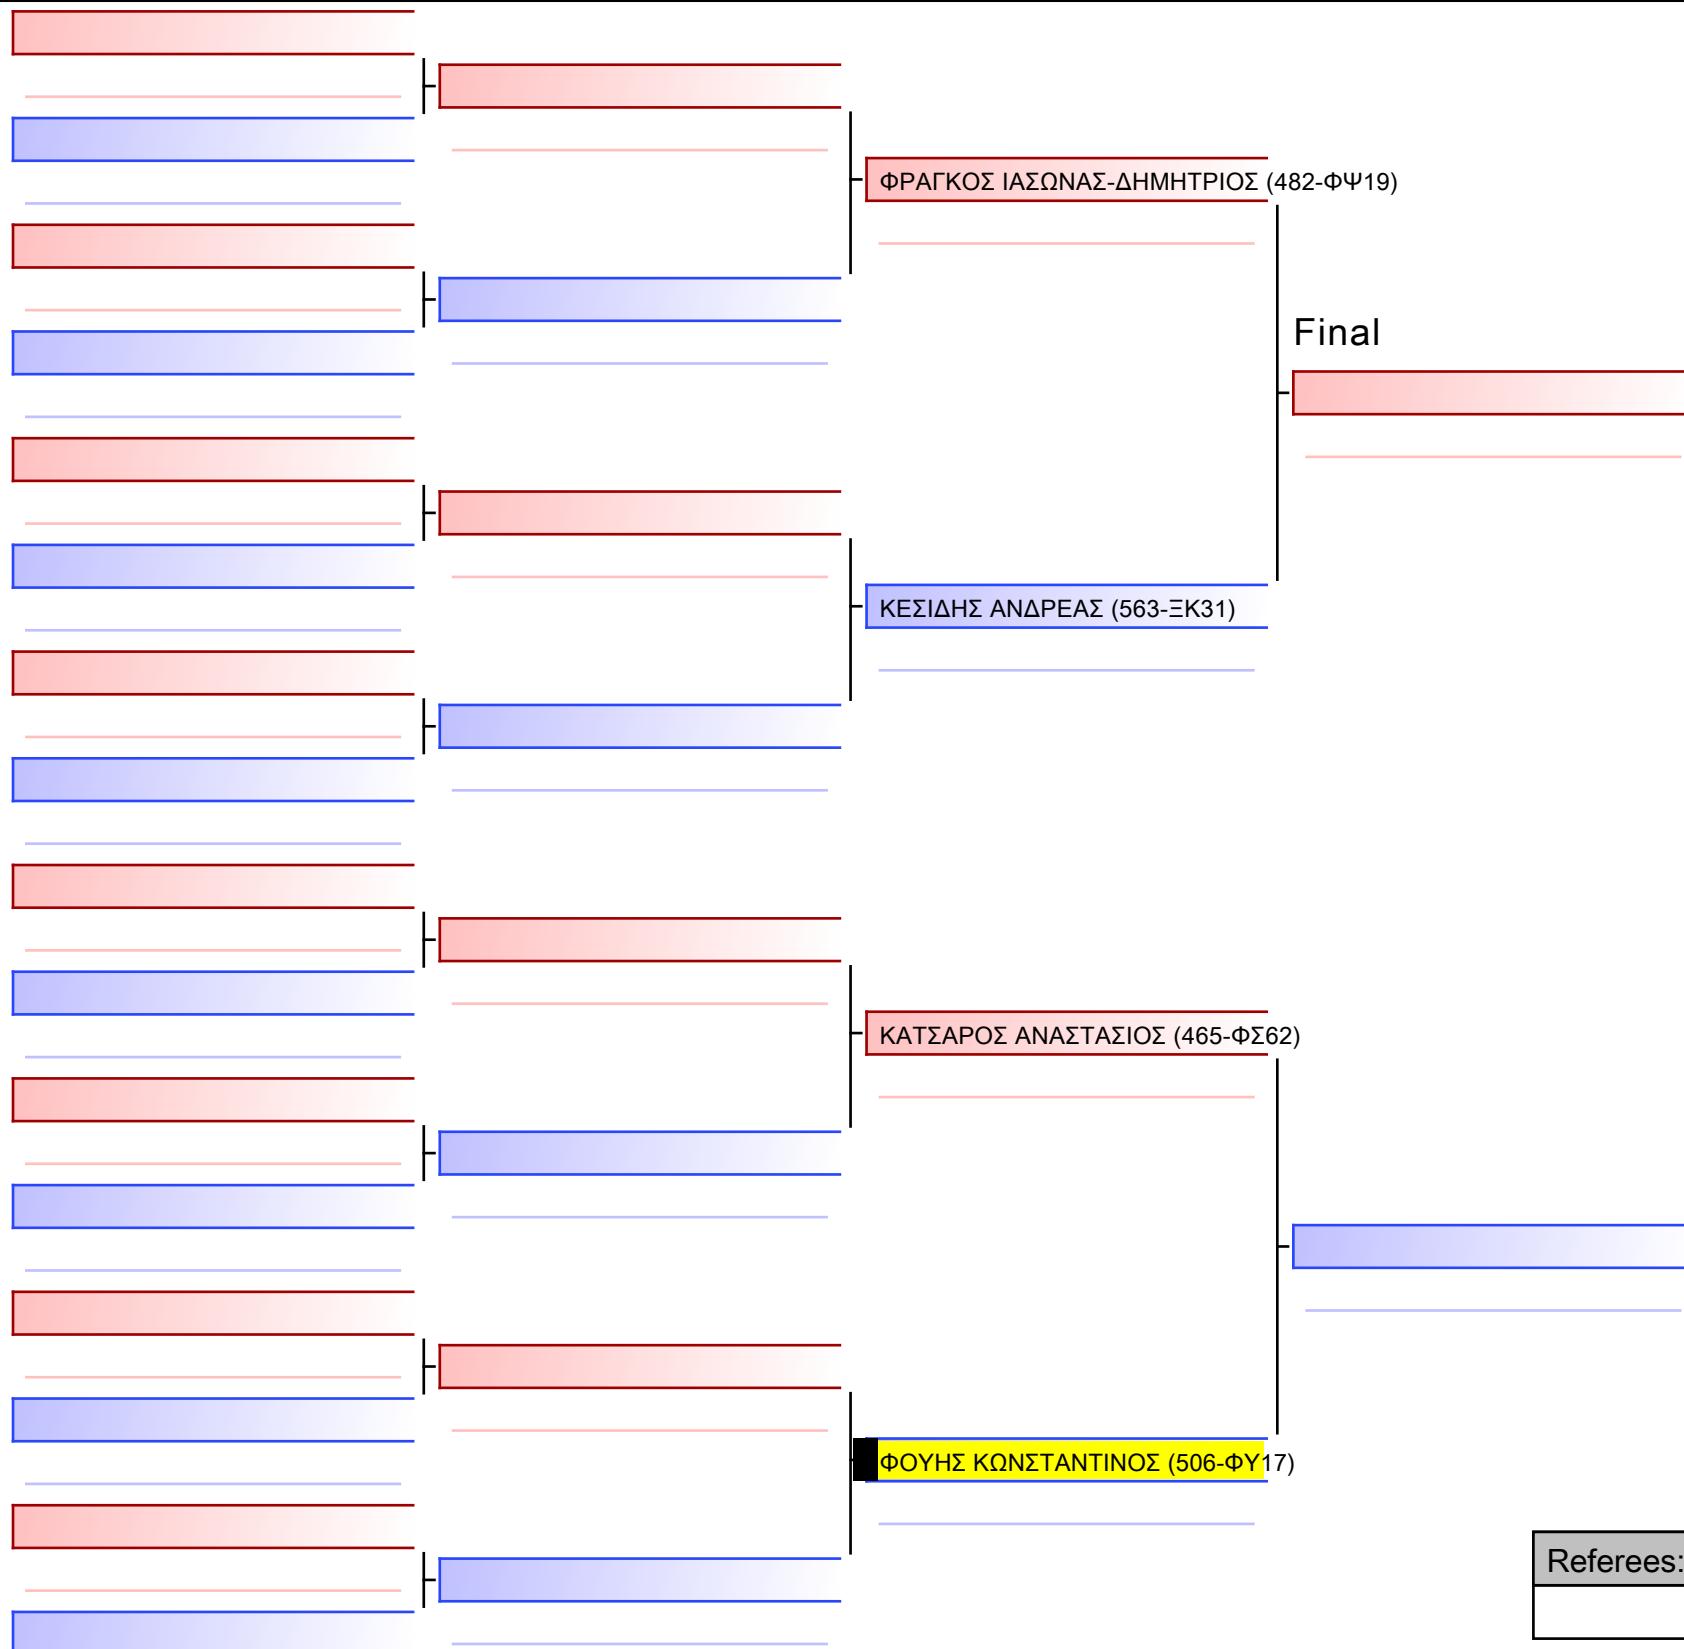 ΦΡΑΓΚΟΣ ΙΑΣΩΝΑΣ-ΔΗΜΗΤΡΙΟΣ (482-ΦΨ19)
Final
ΚΕΣΙΔΗΣ ΑΝΔΡΕΑΣ (563-ΞΚ31)
ΚΑΤΣΑΡΟΣ ΑΝΑΣΤΑΣΙΟΣ (465-ΦΣ62)
ΦΟΥΗΣ ΚΩΝΣΤΑΝΤΙΝΟΣ (506-ΦΥ17)
Referees: